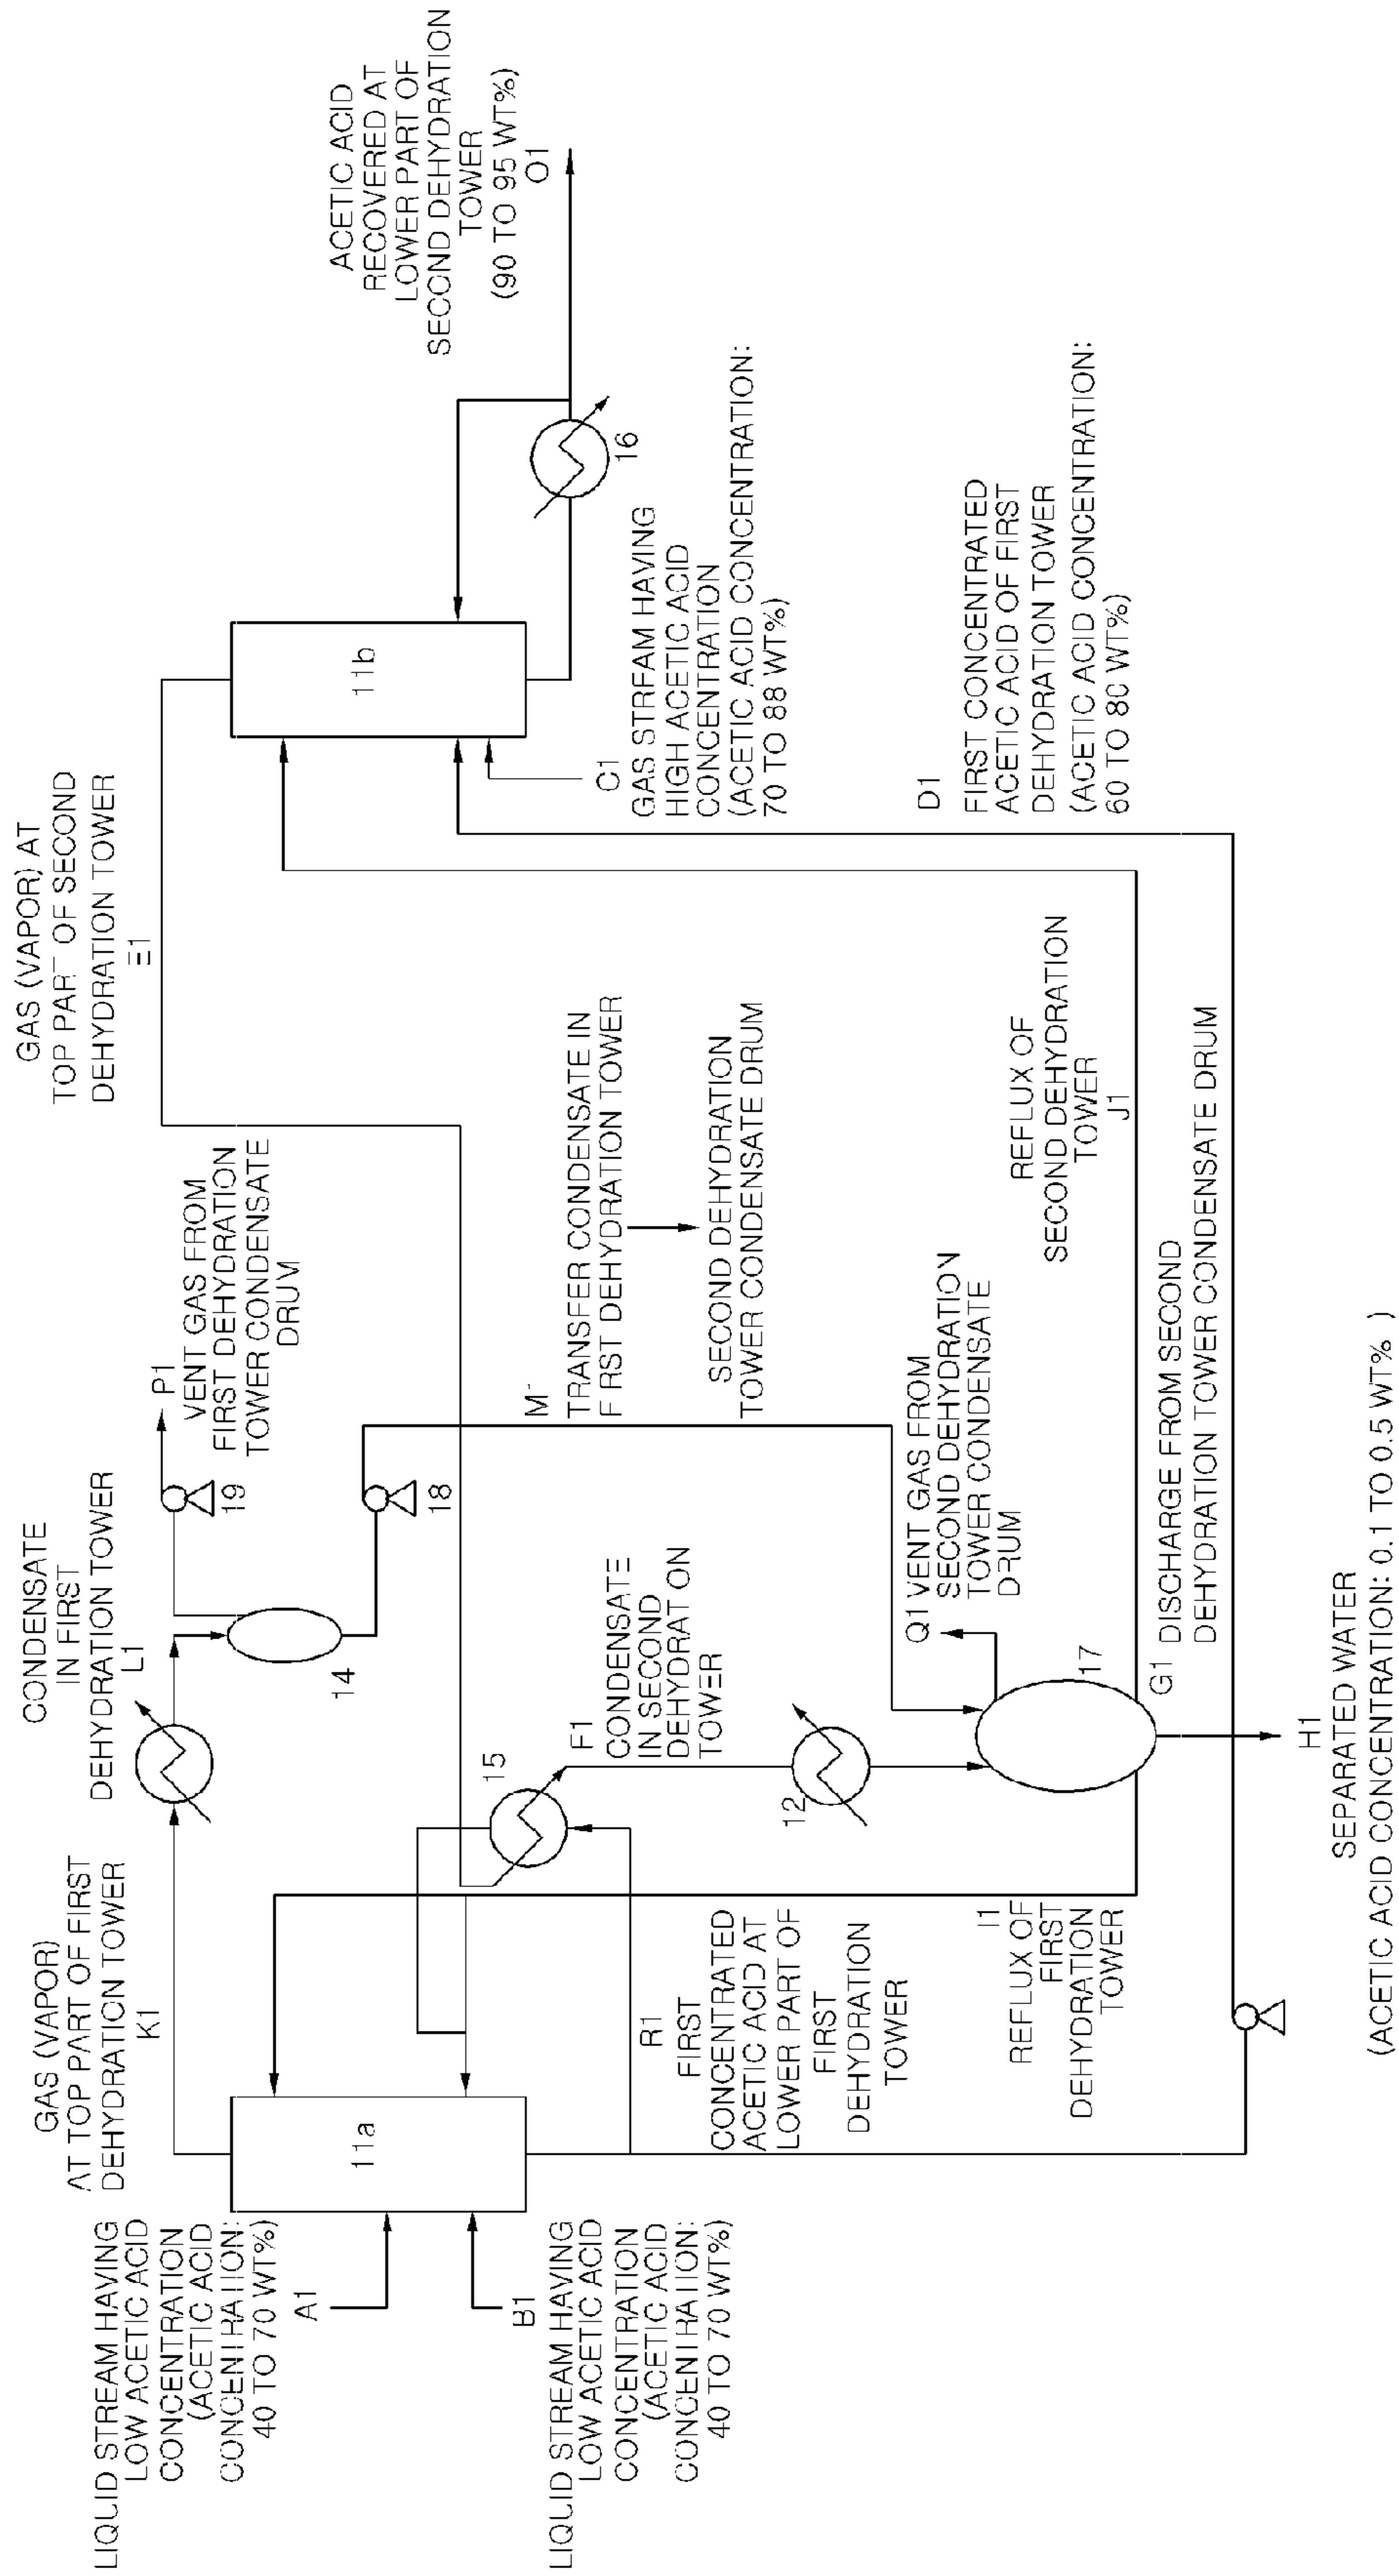 LIQUID STREAM HAVING
LOW ACETIC ACID
CONCENTRATION
(ACETIC ACID
CONCENTRATION:
40 TO 70 WT%)
A1
B1
LIQUID STREAM HAVING
LOW ACETIC ACID
CONCENTRATION
(ACETIC ACID
CONCENTRATION:
40 TO 70 WT%)
GAS (VAPOR)
AT TOP PART OF FIRST
DEHYDRATION TOWER
K1
11a
R1
FIRST
CONCENTRATED
ACETIC ACID AT
LOWER PART OF
FIRST
DEHYDRATION
TOWER
I1
REFLUX OF
FIRST
DEHYDRATION
TOWER
CONDENSATE
IN FIRST
DEHYDRATION TOWER
L1
14
15
F1
CONDENSATE
IN SECOND
DEHYDRAT ON
TOWER
12
P1
VENT GAS FROM
FIRST DEHYDRATION
TOWER CONDENSATE
DRUM
19
18
M1
TRANSFER CONDENSATE IN
F RST DEHYDRATION TOWER
SECOND DEHYDRATION
TOWER CONDENSATE DRUM
Q1 VENT GAS FROM
SECOND DEHYDRATION
TOWER CONDENSATE
DRUM
17
G1 DISCHARGE FROM SECOND
DEHYDRATION TOWER CONDENSATE DRUM
H1
SEPARATED WATER
(ACETIC ACID CONCENTRATION: 0.1 TO 0.5 WT% )
GAS (VAPOR) AT
TOP PART OF SECOND
DEHYDRATION TOWER
E1
REFLUX OF
SECOND DEHYDRATION
TOWER
J1
11b
C1
GAS STREAM HAVING
HIGH ACETIC ACID
CONCENTRATION
(ACETIC ACID CONCENTRATION:
70 TO 88 WT%)
D1
FIRST CONCENTRATED
ACETIC ACID OF FIRST
DEHYDRATION TOWER
(ACETIC ACID CONCENTRATION:
60 TO 80 WT%)
16
ACETIC ACID
RECOVERED AT
LOWER PART OF
SECOND DEHYDRATION
TOWER
(90 TO 95 WT%)
O1